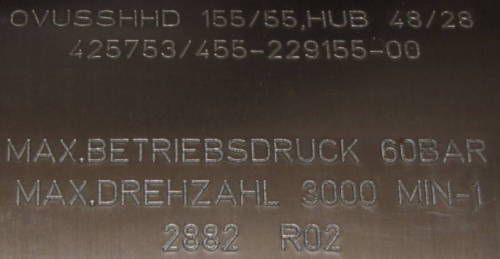 OVUSSHHD 155/55,HUB 48/28
425753/455-229155-00
MAX.BETRIEBSDRUCK 60BAR
MAX.DREHZAHL 3000 MIN-1
2882 R02